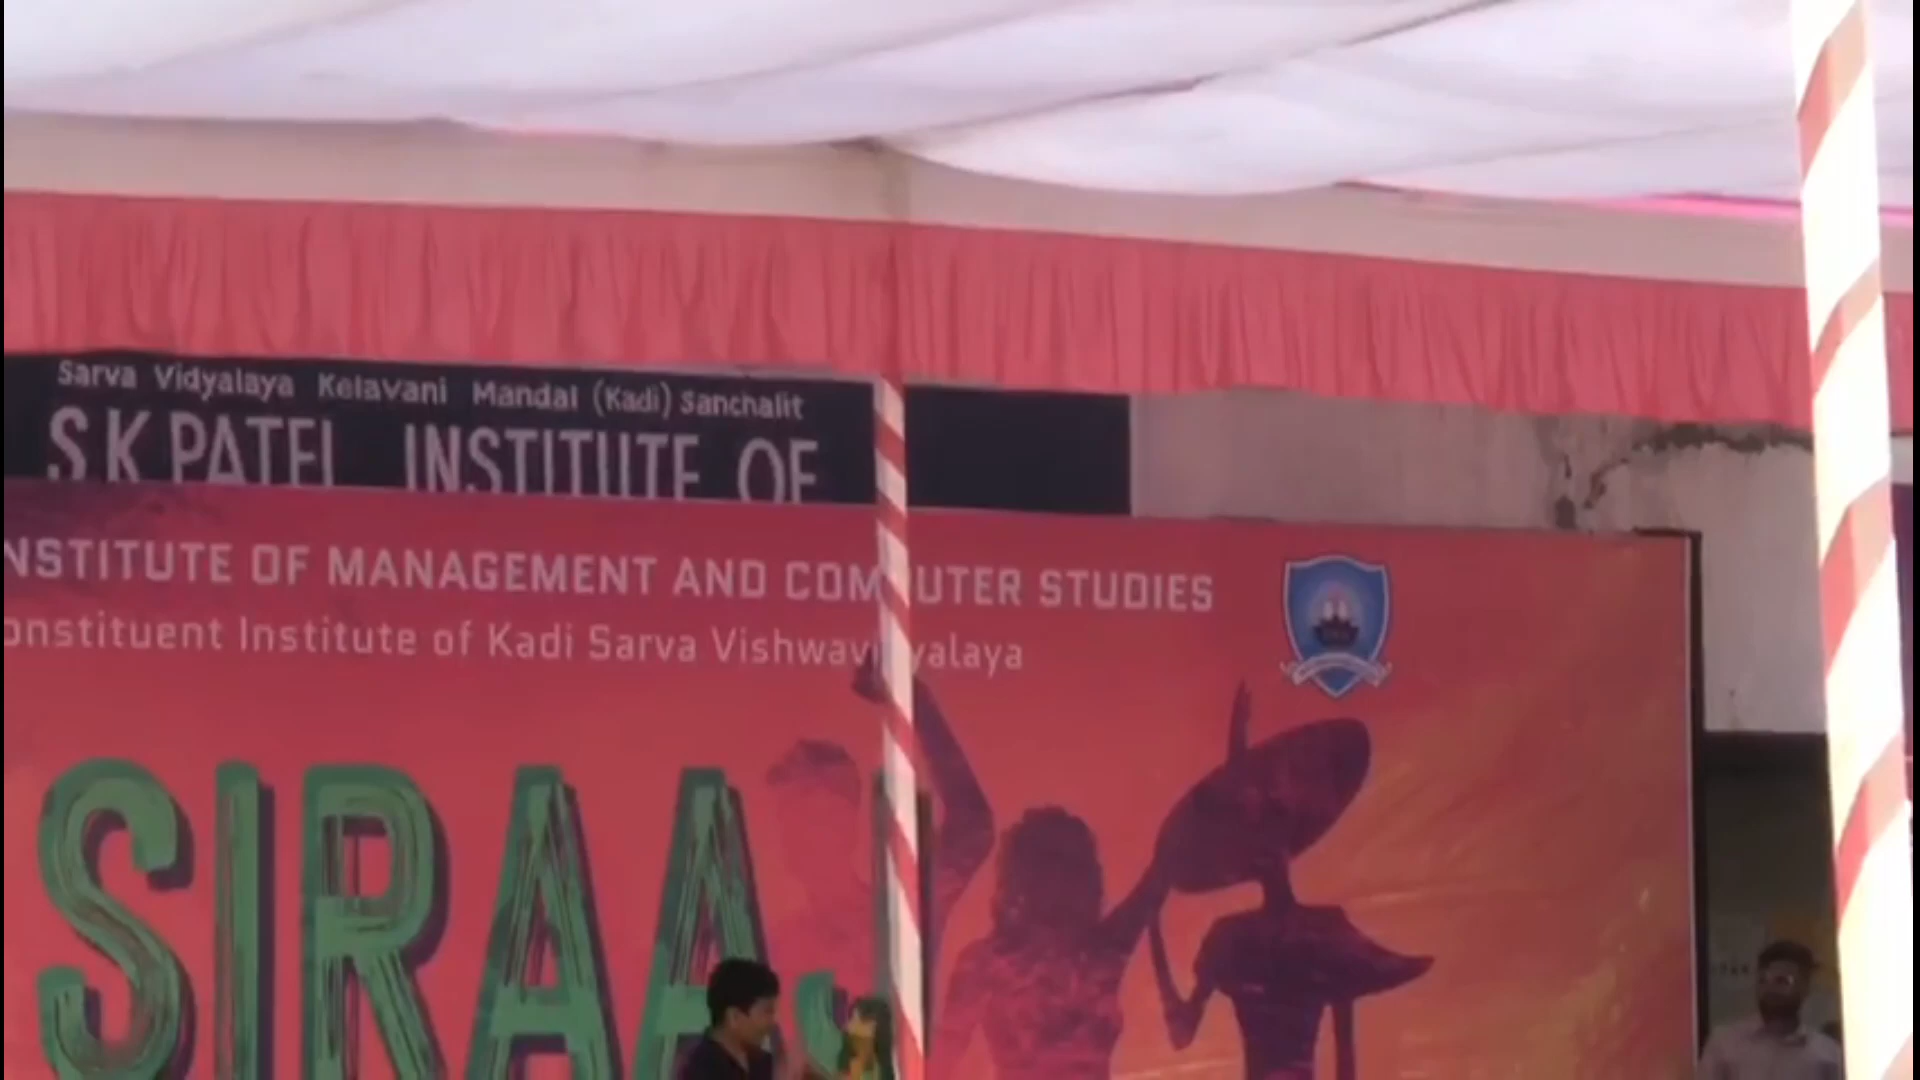 Sarva Vidyalaya Kelavani Mandal (Kadi) Sanchalit
S K PATEL INSTITUTE OF
NSTITUTE OF MANAGEMENT AND COM UTER STUDIES
onstituent Institute of Kadi Sarva Vishwav yalaya
SIRAA